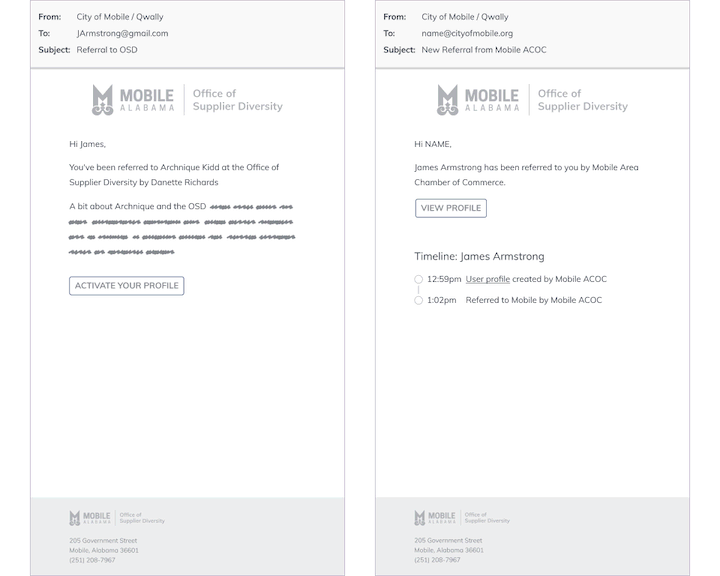 From: City of Mobile / Qwally
To: JArmstrong@gmail.com
Subject: Referral to OSD
MOBILE
ALABAMA
Office of
Supplier Diversity
Hi James,
You've been referred to Archnique Kidd at the Office of
Supplier Diversity by Danette Richards
A bit about Archnique and the OSD
ACTIVATE YOUR PROFILE
MOBILE
ALABAMA
Office of
Supplier Diversity
205 Government Street
Mobile, Alabama 36601
(251) 208-7967
From: City of Mobile / Qwally
To: name@cityofmobile.org
Subject: New Referral from Mobile ACOC
MOBILE
ALABAMA
Office of
Supplier Diversity
Hi NAME,
James Armstrong has been referred to you by Mobile Area
Chamber of Commerce.
VIEW PROFILE
Timeline: James Armstrong
12:59pm User profile created by Mobile ACOC
1:02pm Referred to Mobile by Mobile ACOC
MOBILE
ALABAMA
Office of
Supplier Diversity
205 Government Street
Mobile, Alabama 36601
(251) 208-7967